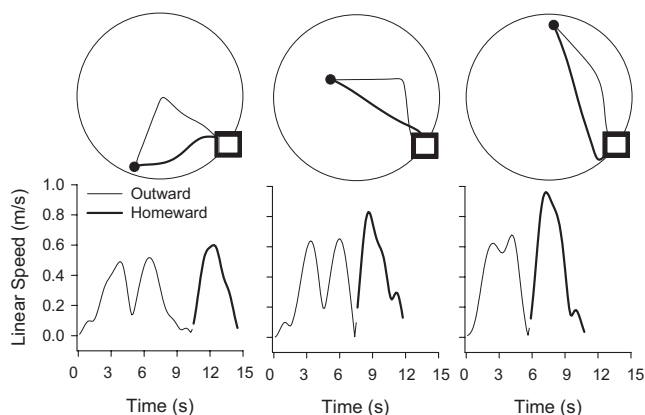 Outward
Homeward
Linear Speed (m/s)
1.0
0.8
0.6
0.4
0.2
0.0
0 3 6 9 12 15 0 3 6 9 12 15 0 3 6 9 12 15
Time (s) Time (s) Time (s)